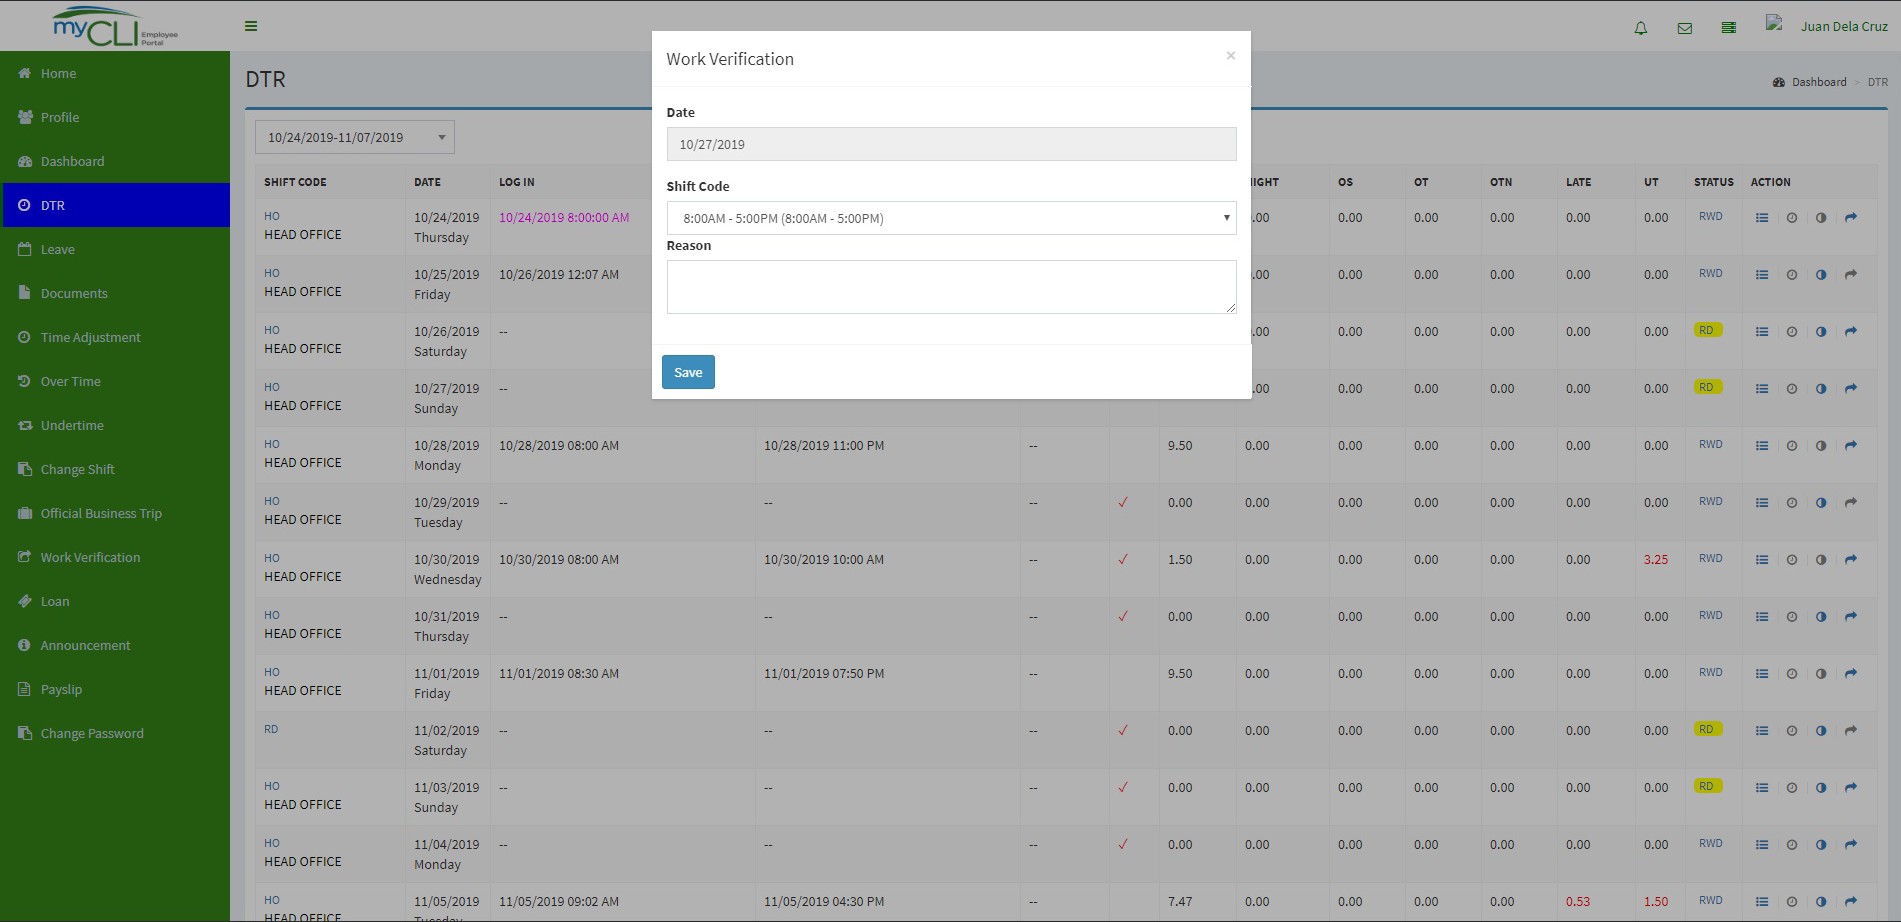 myCLI Employee Portal
Juan Dela Cruz
Home
Profile
Dashboard
DTR
Leave
Documents
Time Adjustment
Over Time
Undertime
Change Shift
Official Business Trip
Work Verification
Loan
Announcement
Payslip
Change Password
DTR
Dashboard > DTR
10/24/2019-11/07/2019
Work Verification ×
Date
10/27/2019
Shift Code
8:00AM - 5:00PM (8:00AM - 5:00PM)
Reason
Save
SHIFT CODE DATE LOG IN OS OT OTN LATE UT STATUS ACTION
HO 10/24/2019 10/24/2019 8:00:00 AM .00 0.00 0.00 0.00 0.00 0.00 RWD
HEAD OFFICE Thursday
HO 10/25/2019 10/26/2019 12:07 AM .00 0.00 0.00 0.00 0.00 0.00 RWD
HEAD OFFICE Friday
HO 10/26/2019 -- .00 0.00 0.00 0.00 0.00 0.00 RD
HEAD OFFICE Saturday
HO 10/27/2019 -- .00 0.00 0.00 0.00 0.00 0.00 RD
HEAD OFFICE Sunday
HO 10/28/2019 10/28/2019 08:00 AM 10/28/2019 11:00 PM -- 9.50 0.00 0.00 0.00 0.00 0.00 0.00 RWD
HEAD OFFICE Monday
HO 10/29/2019 -- -- -- ✓ 0.00 0.00 0.00 0.00 0.00 0.00 0.00 RWD
HEAD OFFICE Tuesday
HO 10/30/2019 10/30/2019 08:00 AM 10/30/2019 10:00 AM -- ✓ 1.50 0.00 0.00 0.00 0.00 0.00 3.25 RWD
HEAD OFFICE Wednesday
HO 10/31/2019 -- -- -- ✓ 0.00 0.00 0.00 0.00 0.00 0.00 0.00 RWD
HEAD OFFICE Thursday
HO 11/01/2019 11/01/2019 08:30 AM 11/01/2019 07:50 PM -- 9.50 0.00 0.00 0.00 0.00 0.00 0.00 RWD
HEAD OFFICE Friday
RD 11/02/2019 -- -- -- ✓ 0.00 0.00 0.00 0.00 0.00 0.00 0.00 RD
Saturday
HO 11/03/2019 -- -- -- ✓ 0.00 0.00 0.00 0.00 0.00 0.00 0.00 RD
HEAD OFFICE Sunday
HO 11/04/2019 -- -- -- ✓ 0.00 0.00 0.00 0.00 0.00 0.00 0.00 RWD
HEAD OFFICE Monday
HO 11/05/2019 11/05/2019 09:02 AM 11/05/2019 04:30 PM -- 7.47 0.00 0.00 0.00 0.00 0.53 1.50 RWD
HEAD OFFICE Tuesday